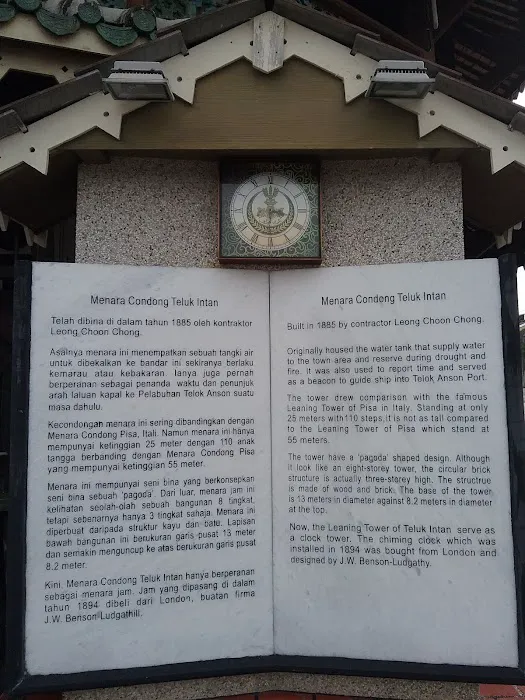 Menara Condong Teluk Intan
Telah dibina di dalam tahun 1885 oleh kontraktor
Leong Choon Chong.
Asalnya menara ini menempatkan sebuah tangki air
untuk dibekalkan ke bandar ini sekiranya berlaku
kemarau atau kebakaran. Ianya juga pernah
berperanan sebagai penanda waktu dan penunjuk
arah laluan kapal ke Pelabuhan Telok Anson suatu
masa dahulu.
Kecondongan menara ini sering dibandingkan dengan
Menara Condong Pisa, Itali. Namun menara ini hanya
mempunyai ketinggian 25 meter dengan 110 anak
tangga berbanding dengan Menara Condong Pisa
yang mempunyai ketinggian 55 meter.
Menara ini mempunyai seni bina yang berkonsepkan
seni bina sebuah 'pagoda'. Dari luar, menara jam ini
kelihatan seolah-olah sebuah bangunan 8 tingkat,
tetapi sebenarnya hanya 3 tingkat sahaja. Menara ini
diperbuat daripada struktur kayu dan bate. Lapisan
bawah bangunan ini berukuran garis pusat 13 meter
dan semakin menguncup ke atas berukuran garis pusat
8.2 meter.
Kini, Menara Condong Teluk Intan hanya berperanan
sebagai menara jam. Jam yang dipasang di dalam
tahun 1894 dibeli dari London, buatan firma
J.W. Benson-Ludgathill.
Menara Condeng Teluk Intan
Built in 1885 by contractor Leong Choon Chong.
Originally housed the water tank that supply water
to the town area and reserve during drought and
fire. It was also used to report time and served
as a beacon to guide ship into Telok Anson Port.
The tower drew comparison with the famous
Leaning Tower of Pisa in Italy. Standing at only
25 meters with 110 steps, it is not as tall compared
to the Leaning Tower of Pisa which stand at
55 meters.
The tower have a 'pagoda' shaped design. Although
it look like an eight-storey tower, the circular brick
structure is actually three-storey high. The structrue
is made of wood and brick. The base of the tower
is 13 meters in diameter against 8.2 meters in diameter
at the top.
Now, the Leaning Tower of Teluk Intan serve as
a clock tower. The chiming clock which was
installed in 1894 was bought from London and
designed by J.W. Benson-Ludgathy.